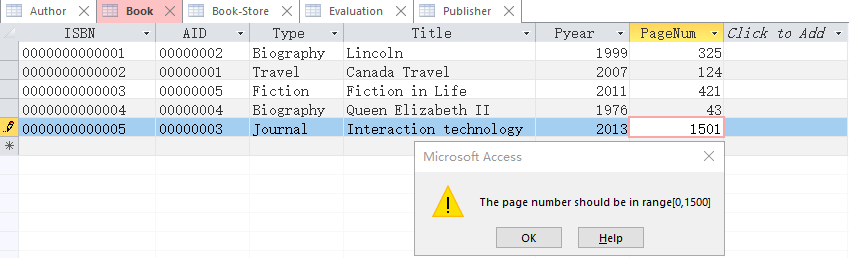 Author Book Book-Store Evaluation Publisher
ISBN AID Type Title Pyear PageNum Click to Add
0000000000001 00000002 Biography Lincoln 1999 325
0000000000002 00000001 Travel Canada Travel 2007 124
0000000000003 00000005 Fiction Fiction in Life 2011 421
0000000000004 00000004 Biography Queen Elizabeth II 1976 43
0000000000005 00000003 Journal Interaction technology 2013 1501
Microsoft Access
The page number should be in range[0,1500]
OK Help